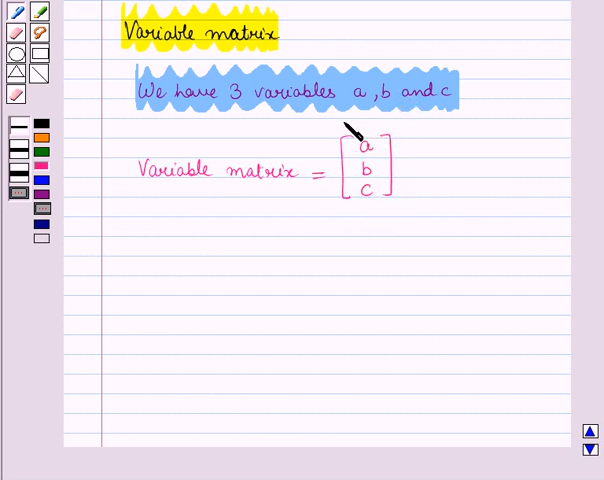 Variable matrix
We have 3 variables a, b and c
a
Variable matrix = b
c